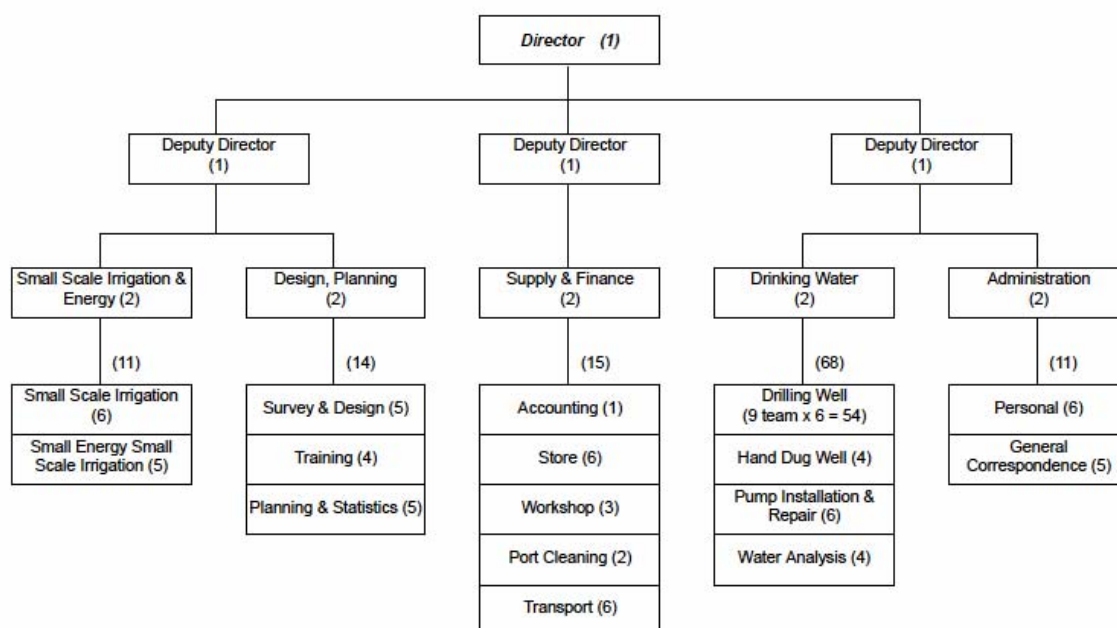 Director (1)
Deputy Director
(1)
Deputy Director
(1)
Deputy Director
(1)
Small Scale Irrigation &
Energy (2)
Design, Planning
(2)
Supply & Finance
(2)
Drinking Water
(2)
Administration
(2)
(11)
(14)
(15)
(68)
(11)
Small Scale Irrigation
(6)
Small Energy Small
Scale Irrigation (5)
Survey & Design (5)
Training (4)
Planning & Statistics (5)
Accounting (1)
Store (6)
Workshop (3)
Port Cleaning (2)
Transport (6)
Drilling Well
(9 team x 6 = 54)
Hand Dug Well (4)
Pump Installation &
Repair (6)
Water Analysis (4)
Personal (6)
General
Correspondence (5)